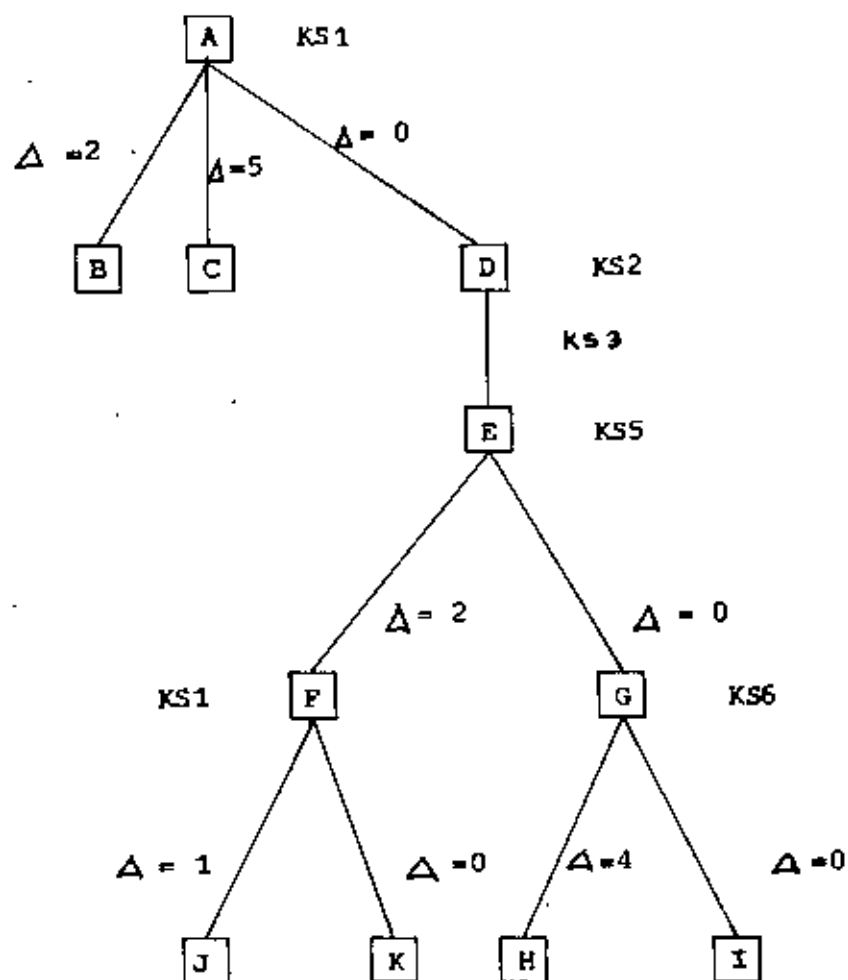 A KS1
Δ = 0
Δ =2
Δ=5
B C D KS2
KS3
E KS5
Δ= 2 Δ = 0
KS1 F G KS6
Δ = 1 Δ =0 Δ=4 Δ=0
J K H I